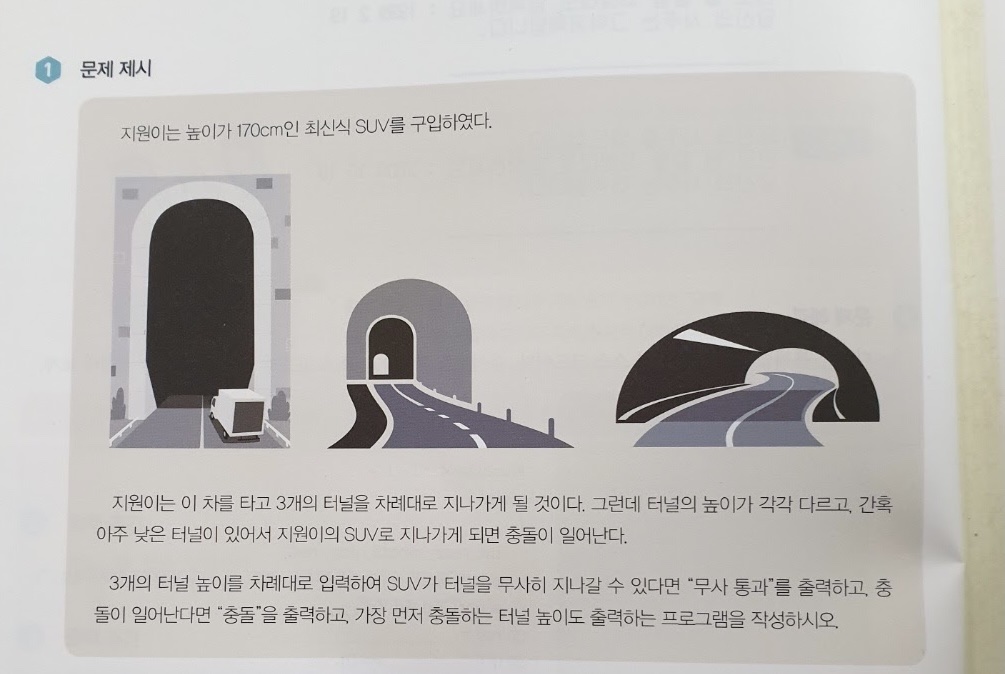 1 문제 제시
지원이는 높이가 170cm인 최신식 SUV를 구입하였다.
지원이는 이 차를 타고 3개의 터널을 차례대로 지나가게 될 것이다. 그런데 터널의 높이가 각각 다르고, 간혹
아주 낮은 터널이 있어서 지원이의 SUV로 지나가게 되면 충돌이 일어난다.
3개의 터널 높이를 차례대로 입력하여 SUV가 터널을 무사히 지나갈 수 있다면 “무사 통과”를 출력하고, 충
돌이 일어난다면 “충돌”을 출력하고, 가장 먼저 충돌하는 터널 높이도 출력하는 프로그램을 작성하시오.